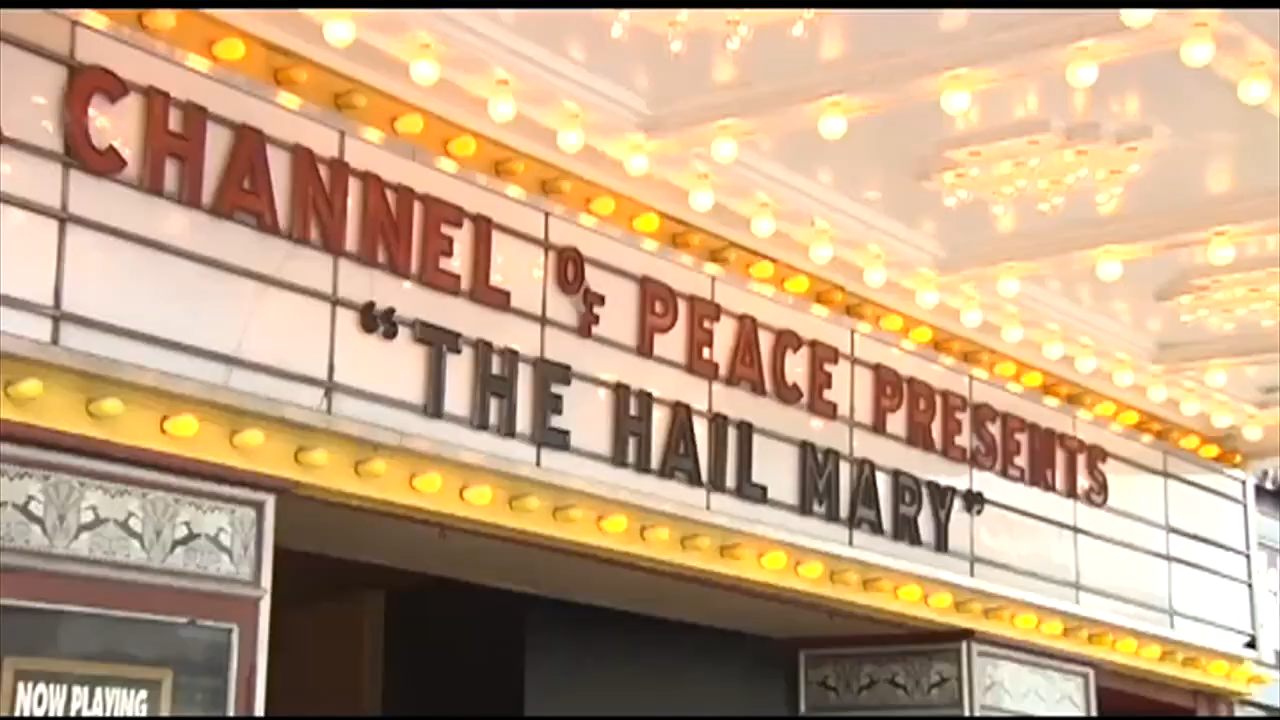 CHANNEL OF PEACE PRESENTS
“THE HAIL MARY”
NOW PLAYING